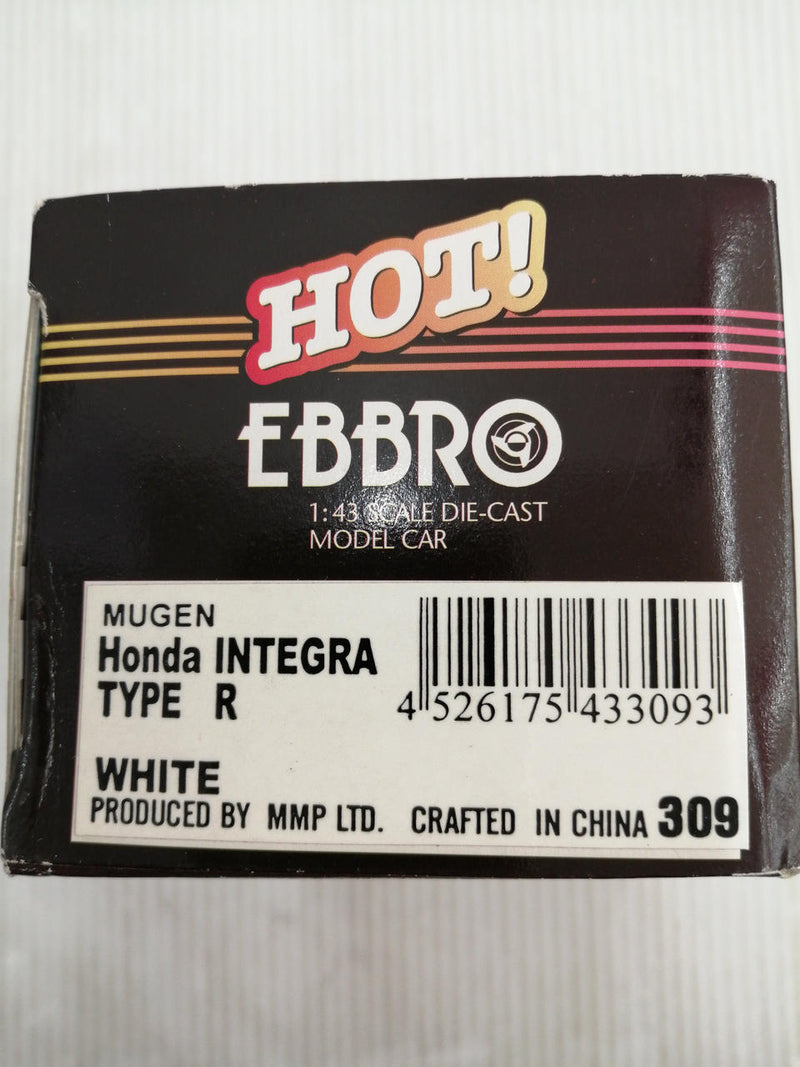 HOT!
EBBRO
1:43 SCALE DIE-CAST
MODEL CAR
MUGEN
Honda INTEGRA
TYPE R
4 526175 433093
WHITE
PRODUCED BY MMP LTD. CRAFTED IN CHINA 309